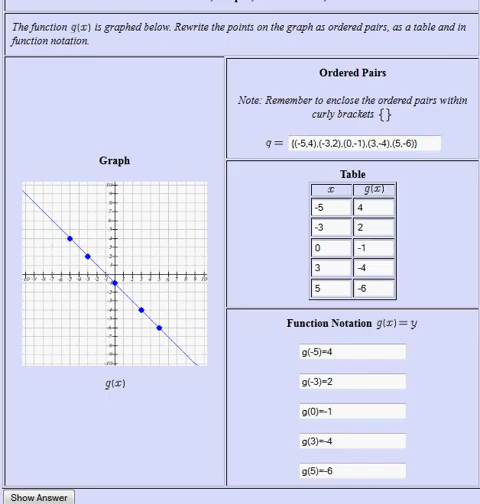 The function g(x) is graphed below. Rewrite the points on the graph as ordered pairs, as a table and in
function notation.
Graph
g(x)
Ordered Pairs
Note: Remember to enclose the ordered pairs within
curly brackets {}
g = {(-5,4),(-3,2),(0,-1),(3,-4),(5,-6)}
Table
x g(x)
-5 4
-3 2
0 -1
3 -4
5 -6
Function Notation g(x)=y
g(-5)=4
g(-3)=2
g(0)=-1
g(3)=-4
g(5)=-6
Show Answer